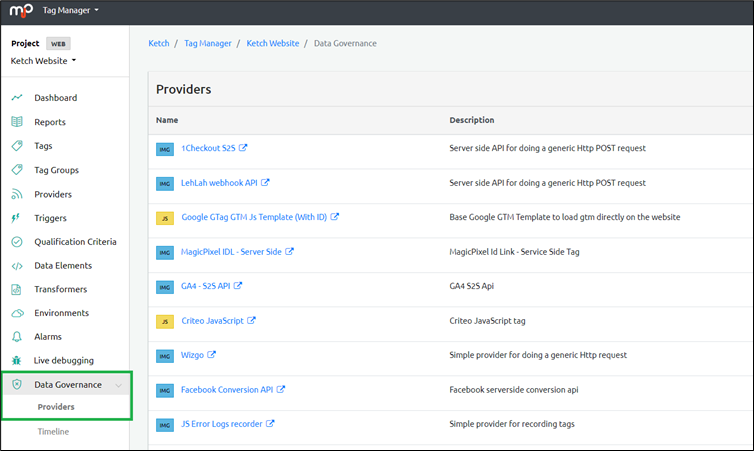 mp Tag Manager
Project WEB
Ketch Website
Dashboard
Reports
Tags
Tag Groups
Providers
Triggers
Qualification Criteria
Data Elements
Transformers
Environments
Alarms
Live debugging
Data Governance
Providers
Timeline
Ketch / Tag Manager / Ketch Website / Data Governance
Providers
Name Description
IMG 1Checkout S2S Server side API for doing a generic Http POST request
IMG LehLah webhook API Server side API for doing a generic Http POST request
JS Google GTag GTM Js Template (With ID) Base Google GTM Template to load gtm directly on the website
IMG MagicPixel IDL - Server Side MagicPixel Id Link - Service Side Tag
IMG GA4 - S2S API GA4 S2S Api
JS Criteo JavaScript Criteo JavaScript tag
IMG Wizgo Simple provider for doing a generic Http request
IMG Facebook Conversion API Facebook serverside conversion api
IMG JS Error Logs recorder Simple provider for recording tags